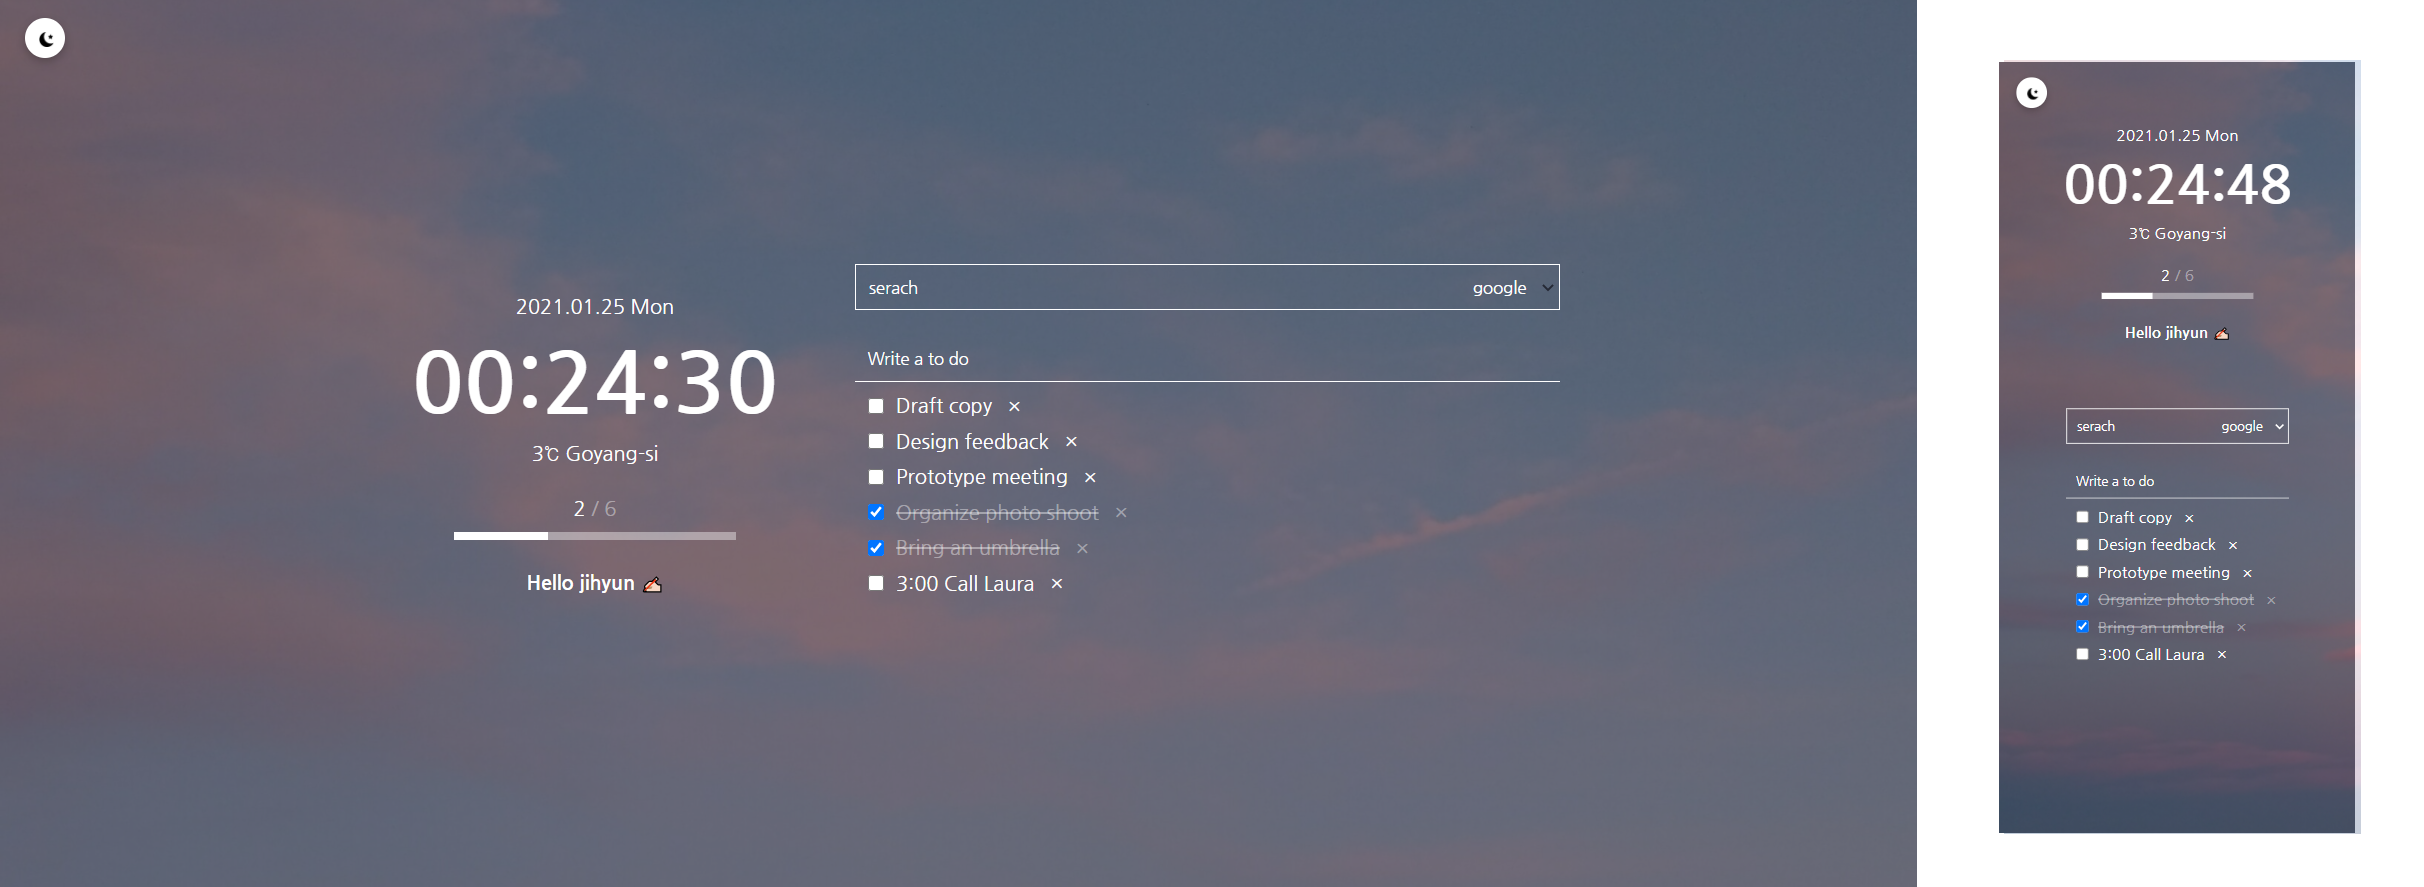 2021.01.25 Mon
00:24:30
3℃ Goyang-si
2 / 6
Hello jihyun ✍🏻
serach
google
Write a to do
Draft copy ×
Design feedback ×
Prototype meeting ×
Organize photo shoot ×
Bring an umbrella ×
3:00 Call Laura ×
2021.01.25 Mon
00:24:48
3℃ Goyang-si
2 / 6
Hello jihyun ✍🏻
serach
google
Write a to do
Draft copy ×
Design feedback ×
Prototype meeting ×
Organize photo shoot ×
Bring an umbrella ×
3:00 Call Laura ×